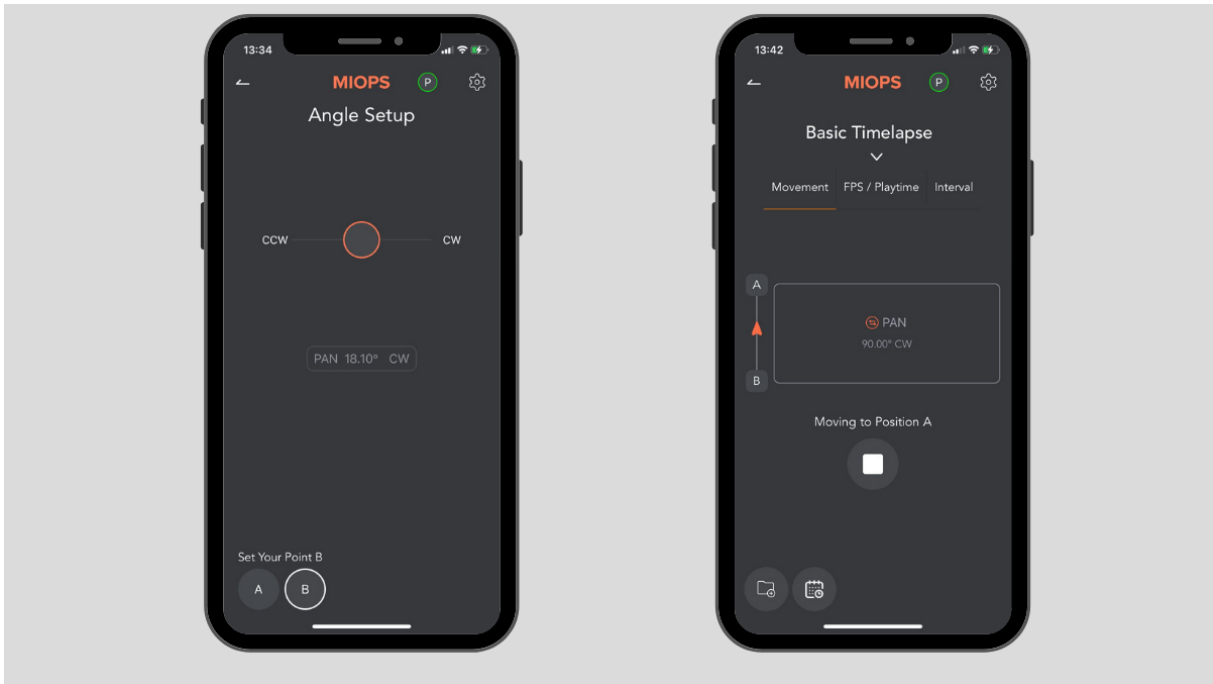 13:34
MIOPS P
Angle Setup
CCW CW
PAN 18.10° CW
Set Your Point B
A B
13:42
MIOPS P
Basic Timelapse
Movement FPS / Playtime Interval
A
PAN
90.00° CW
B
Moving to Position A